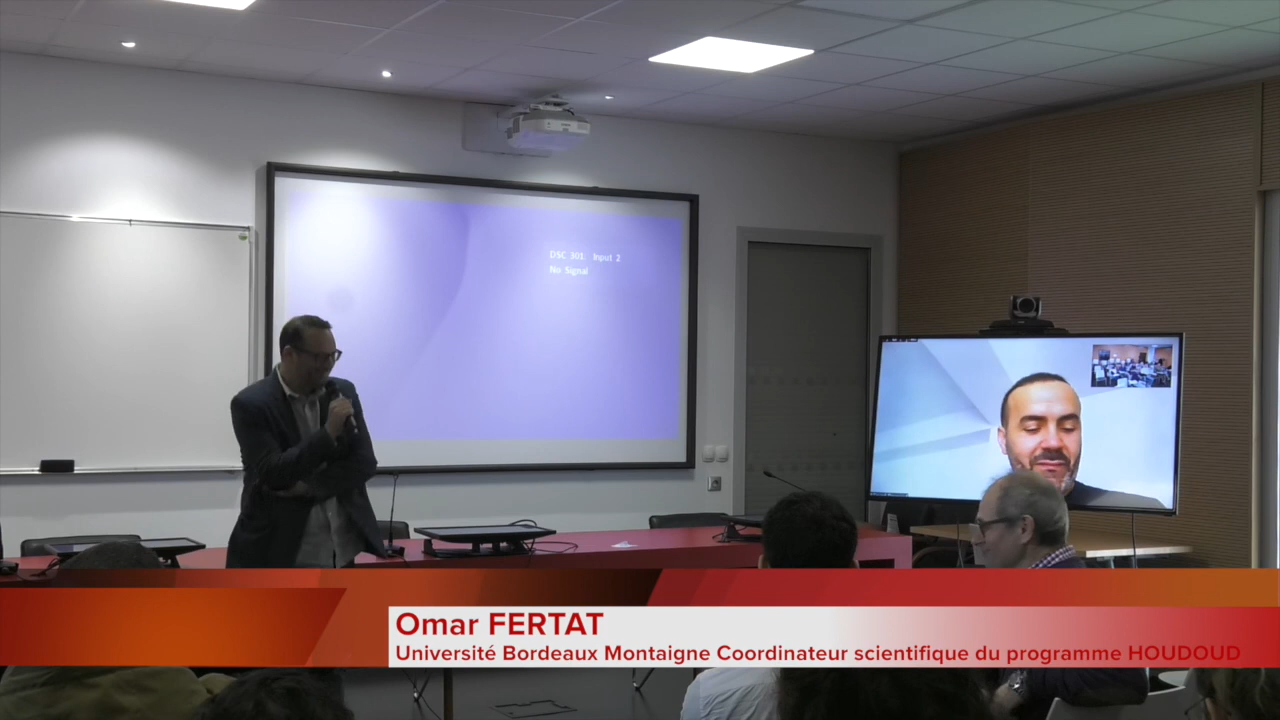 DSC 301: Input 2
No Signal
Omar FERTAT
Université Bordeaux Montaigne Coordinateur scientifique du programme HOUDOUD